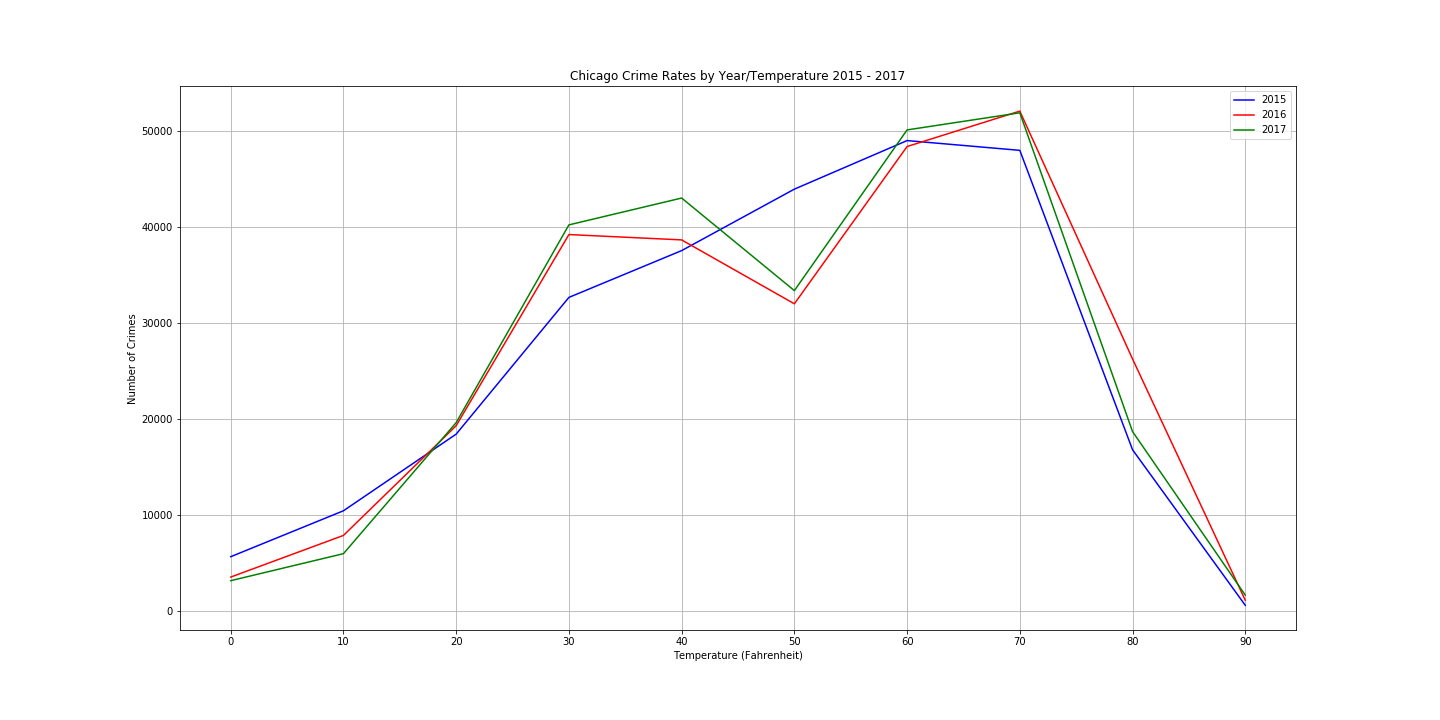 Chicago Crime Rates by Year/Temperature 2015 - 2017
2015
2016
2017
Number of Crimes
50000
40000
30000
20000
10000
0
0 10 20 30 40 50 60 70 80 90
Temperature (Fahrenheit)